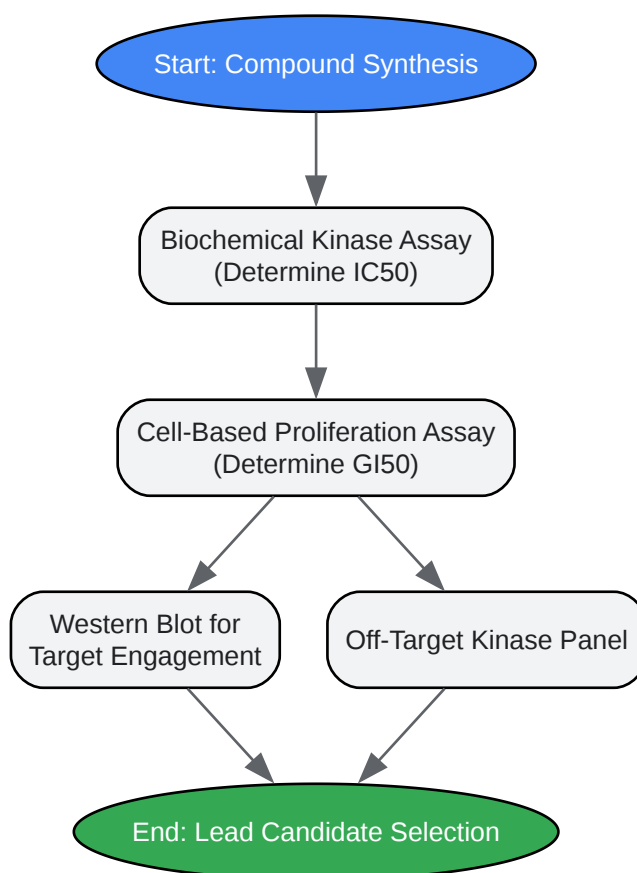 Start: Compound Synthesis
Biochemical Kinase Assay
(Determine IC50)
Cell-Based Proliferation Assay
(Determine GI50)
Western Blot for
Target Engagement
Off-Target Kinase Panel
End: Lead Candidate Selection